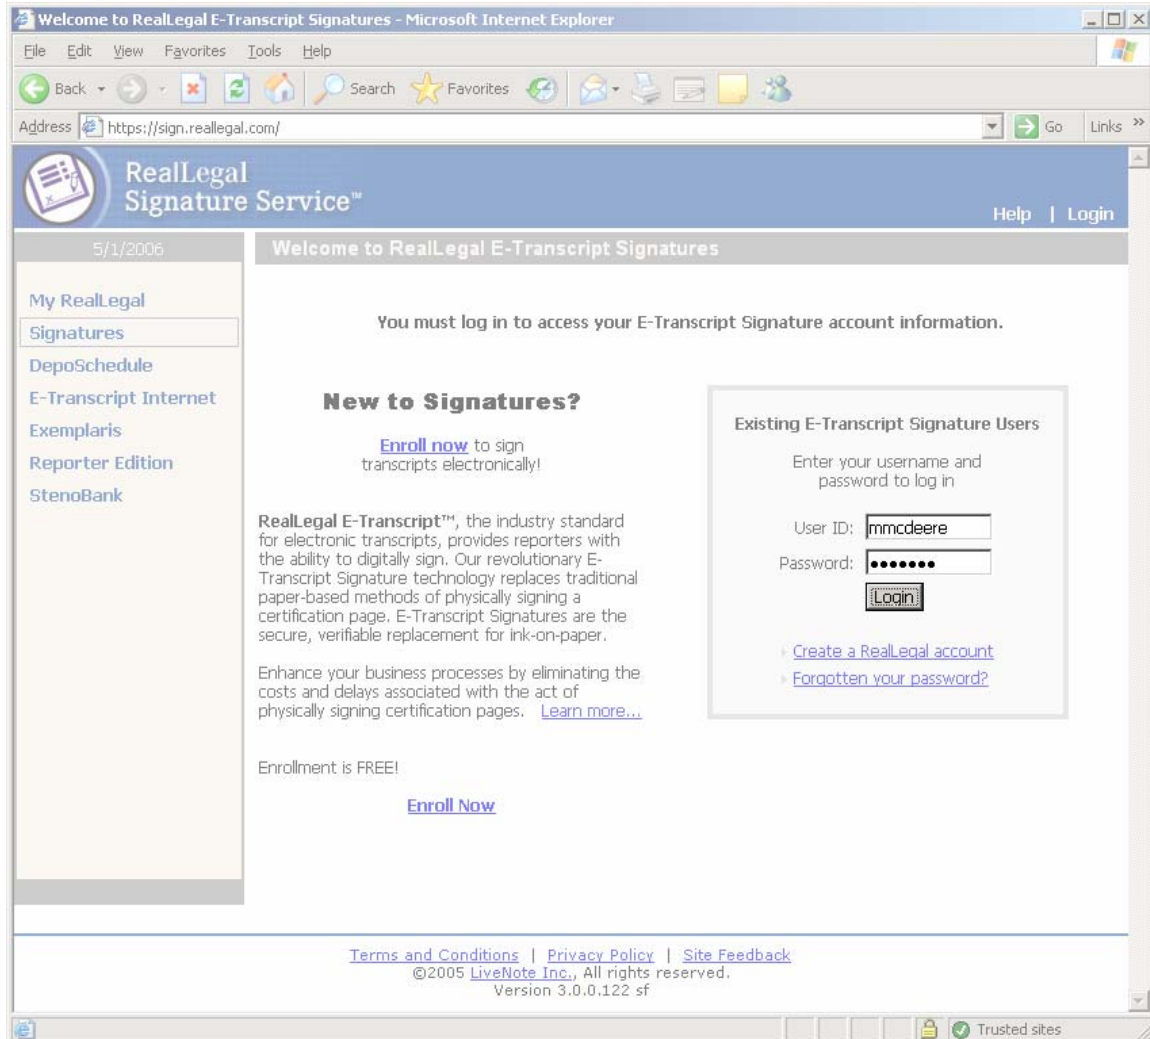 Welcome to RealLegal E-Transcript Signatures - Microsoft Internet Explorer
File Edit View Favorites Tools Help
Back Search Favorites
Address https://sign.reallegal.com/ Go Links »
RealLegal
Signature Service™
Help | Login
5/1/2006
Welcome to RealLegal E-Transcript Signatures
My RealLegal
Signatures
DepoSchedule
E-Transcript Internet
Exemplaris
Reporter Edition
StenoBank
You must log in to access your E-Transcript Signature account information.
New to Signatures?
Enroll now to sign
transcripts electronically!
RealLegal E-Transcript™, the industry standard
for electronic transcripts, provides reporters with
the ability to digitally sign. Our revolutionary E-
Transcript Signature technology replaces traditional
paper-based methods of physically signing a
certification page. E-Transcript Signatures are the
secure, verifiable replacement for ink-on-paper.
Enhance your business processes by eliminating the
costs and delays associated with the act of
physically signing certification pages. Learn more...
Enrollment is FREE!
Enroll Now
Existing E-Transcript Signature Users
Enter your username and
password to log in
User ID: mmcdeere
Password: •••••••
Login
Create a RealLegal account
Forgotten your password?
Terms and Conditions | Privacy Policy | Site Feedback
©2005 LiveNote Inc., All rights reserved.
Version 3.0.0.122 sf
Trusted sites